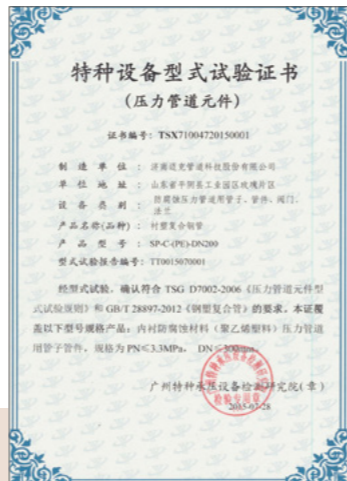 特种设备型式试验证书
(压力管道元件)
证书编号：TSX71004720150001
制 造 单 位：济南迈克管道科技股份有限公司
单 位 地 址：山东省平阴县工业园区玫瑰片区
设 备 类 别：防腐蚀压力管道用管子、管件、阀门、
法兰
产品名称(品种)：衬塑复合钢管
产 品 型 号：SP-C-(PE)-DN200
型式试验报告编号：TT0015070001
经型式试验，确认符合 TSG D7002-2006《压力管道元件型
式试验规则》和 GB/T 28897-2012《钢塑复合管》的要求。本证覆
盖以下型号规格产品：内衬防腐蚀材料（聚乙烯塑料）压力管道
用管子管件，规格为 PN≤3.3MPa， DN≤300mm。
广州特种承压设备检测研究院(章)
检验专用章
2015-07-28